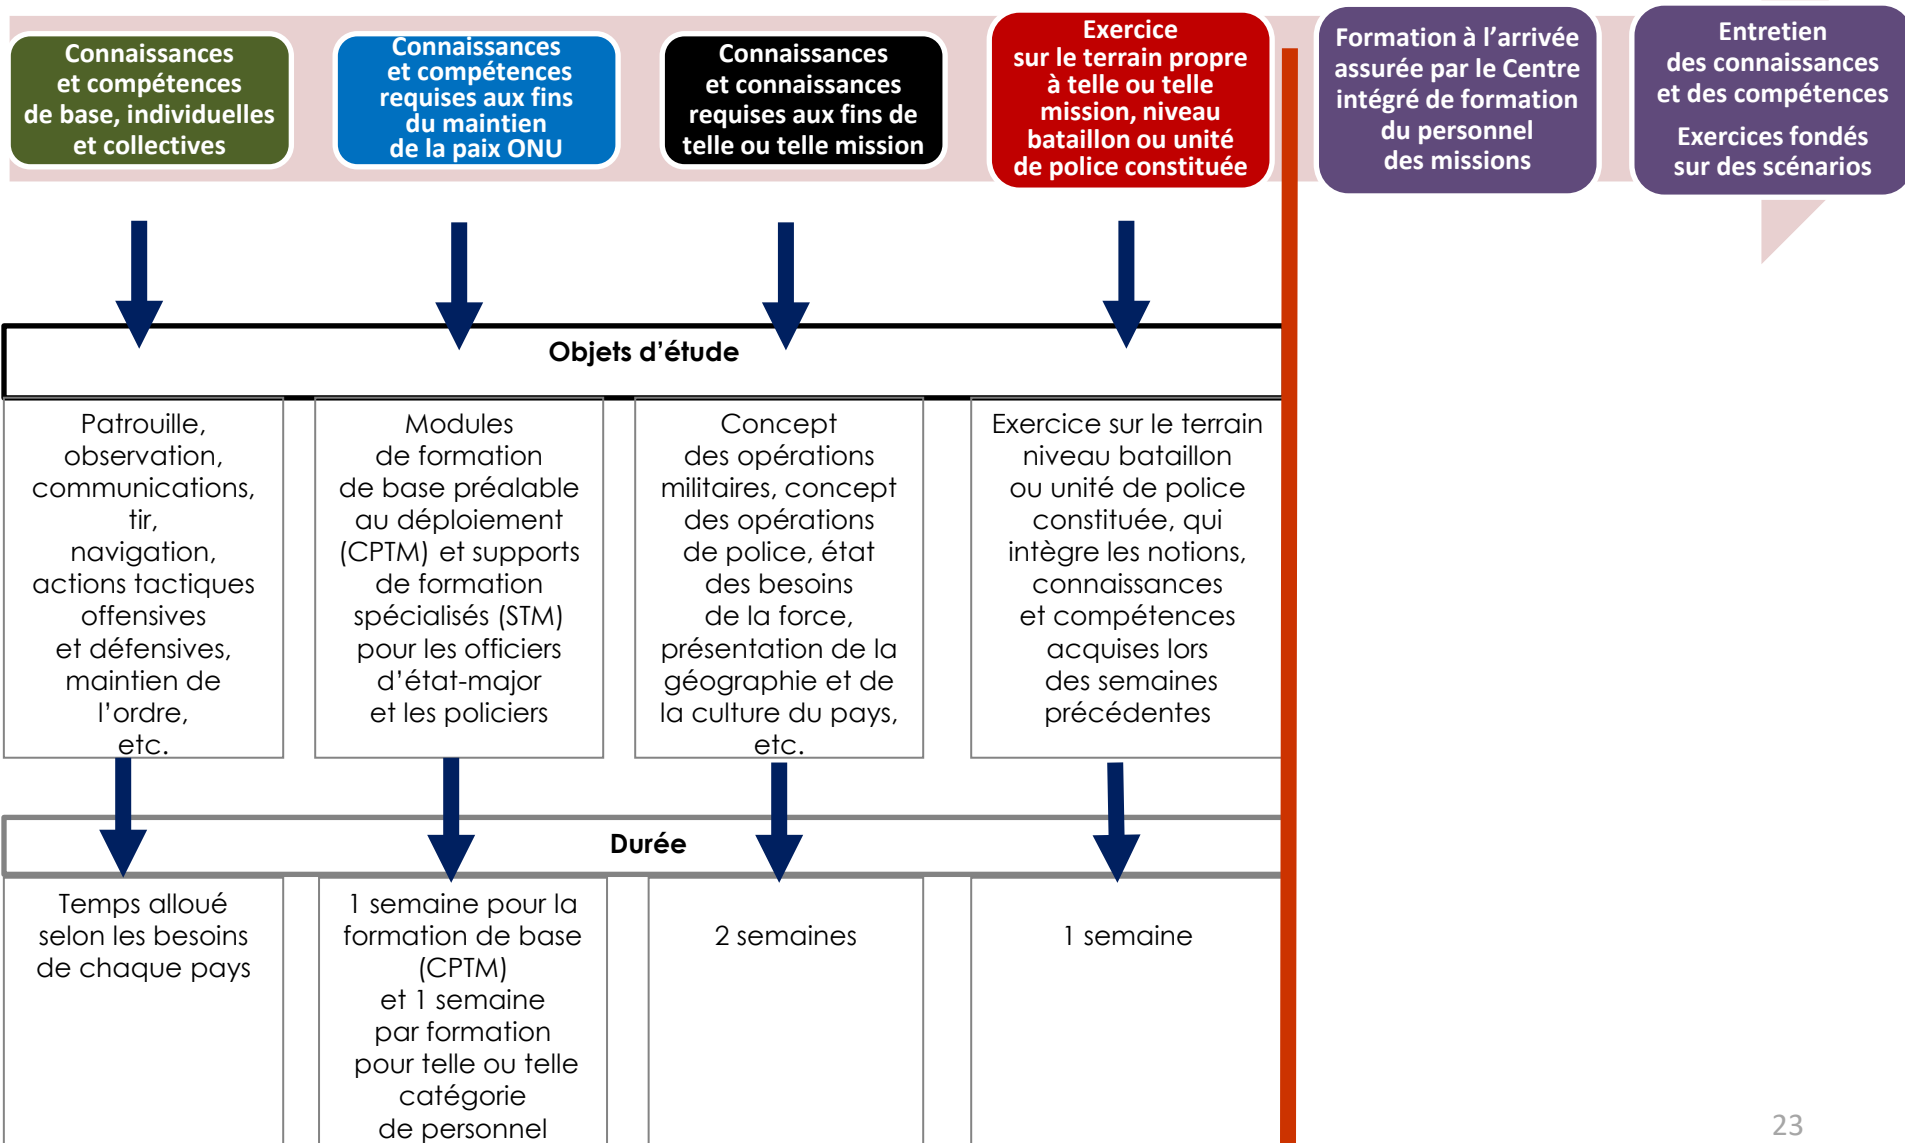 Connaissances
et compétences
de base, individuelles
et collectives
Connaissances
et compétences
requises aux fins
du maintien
de la paix ONU
Connaissances
et connaissances
requises aux fins de
telle ou telle mission
Exercice
sur le terrain propre
à telle ou telle
mission, niveau
bataillon ou unité
de police constituée
Formation à l’arrivée
assurée par le Centre
intégré de formation
du personnel
des missions
Entretien
des connaissances
et des compétences
Exercices fondés
sur des scénarios
Objets d’étude
Patrouille,
observation,
communications,
tir,
navigation,
actions tactiques
offensives
et défensives,
maintien de
l’ordre,
etc.
Modules
de formation
de base préalable
au déploiement
(CPTM) et supports
de formation
spécialisés (STM)
pour les officiers
d’état-major
et les policiers
Concept
des opérations
militaires, concept
des opérations
de police, état
des besoins
de la force,
présentation de la
géographie et de
la culture du pays,
etc.
Exercice sur le terrain
niveau bataillon
ou unité de police
constituée, qui
intègre les notions,
connaissances
et compétences
acquises lors
des semaines
précédentes
Durée
Temps alloué
selon les besoins
de chaque pays
1 semaine pour la
formation de base
(CPTM)
et 1 semaine
par formation
pour telle ou telle
catégorie
de personnel
2 semaines
1 semaine
23